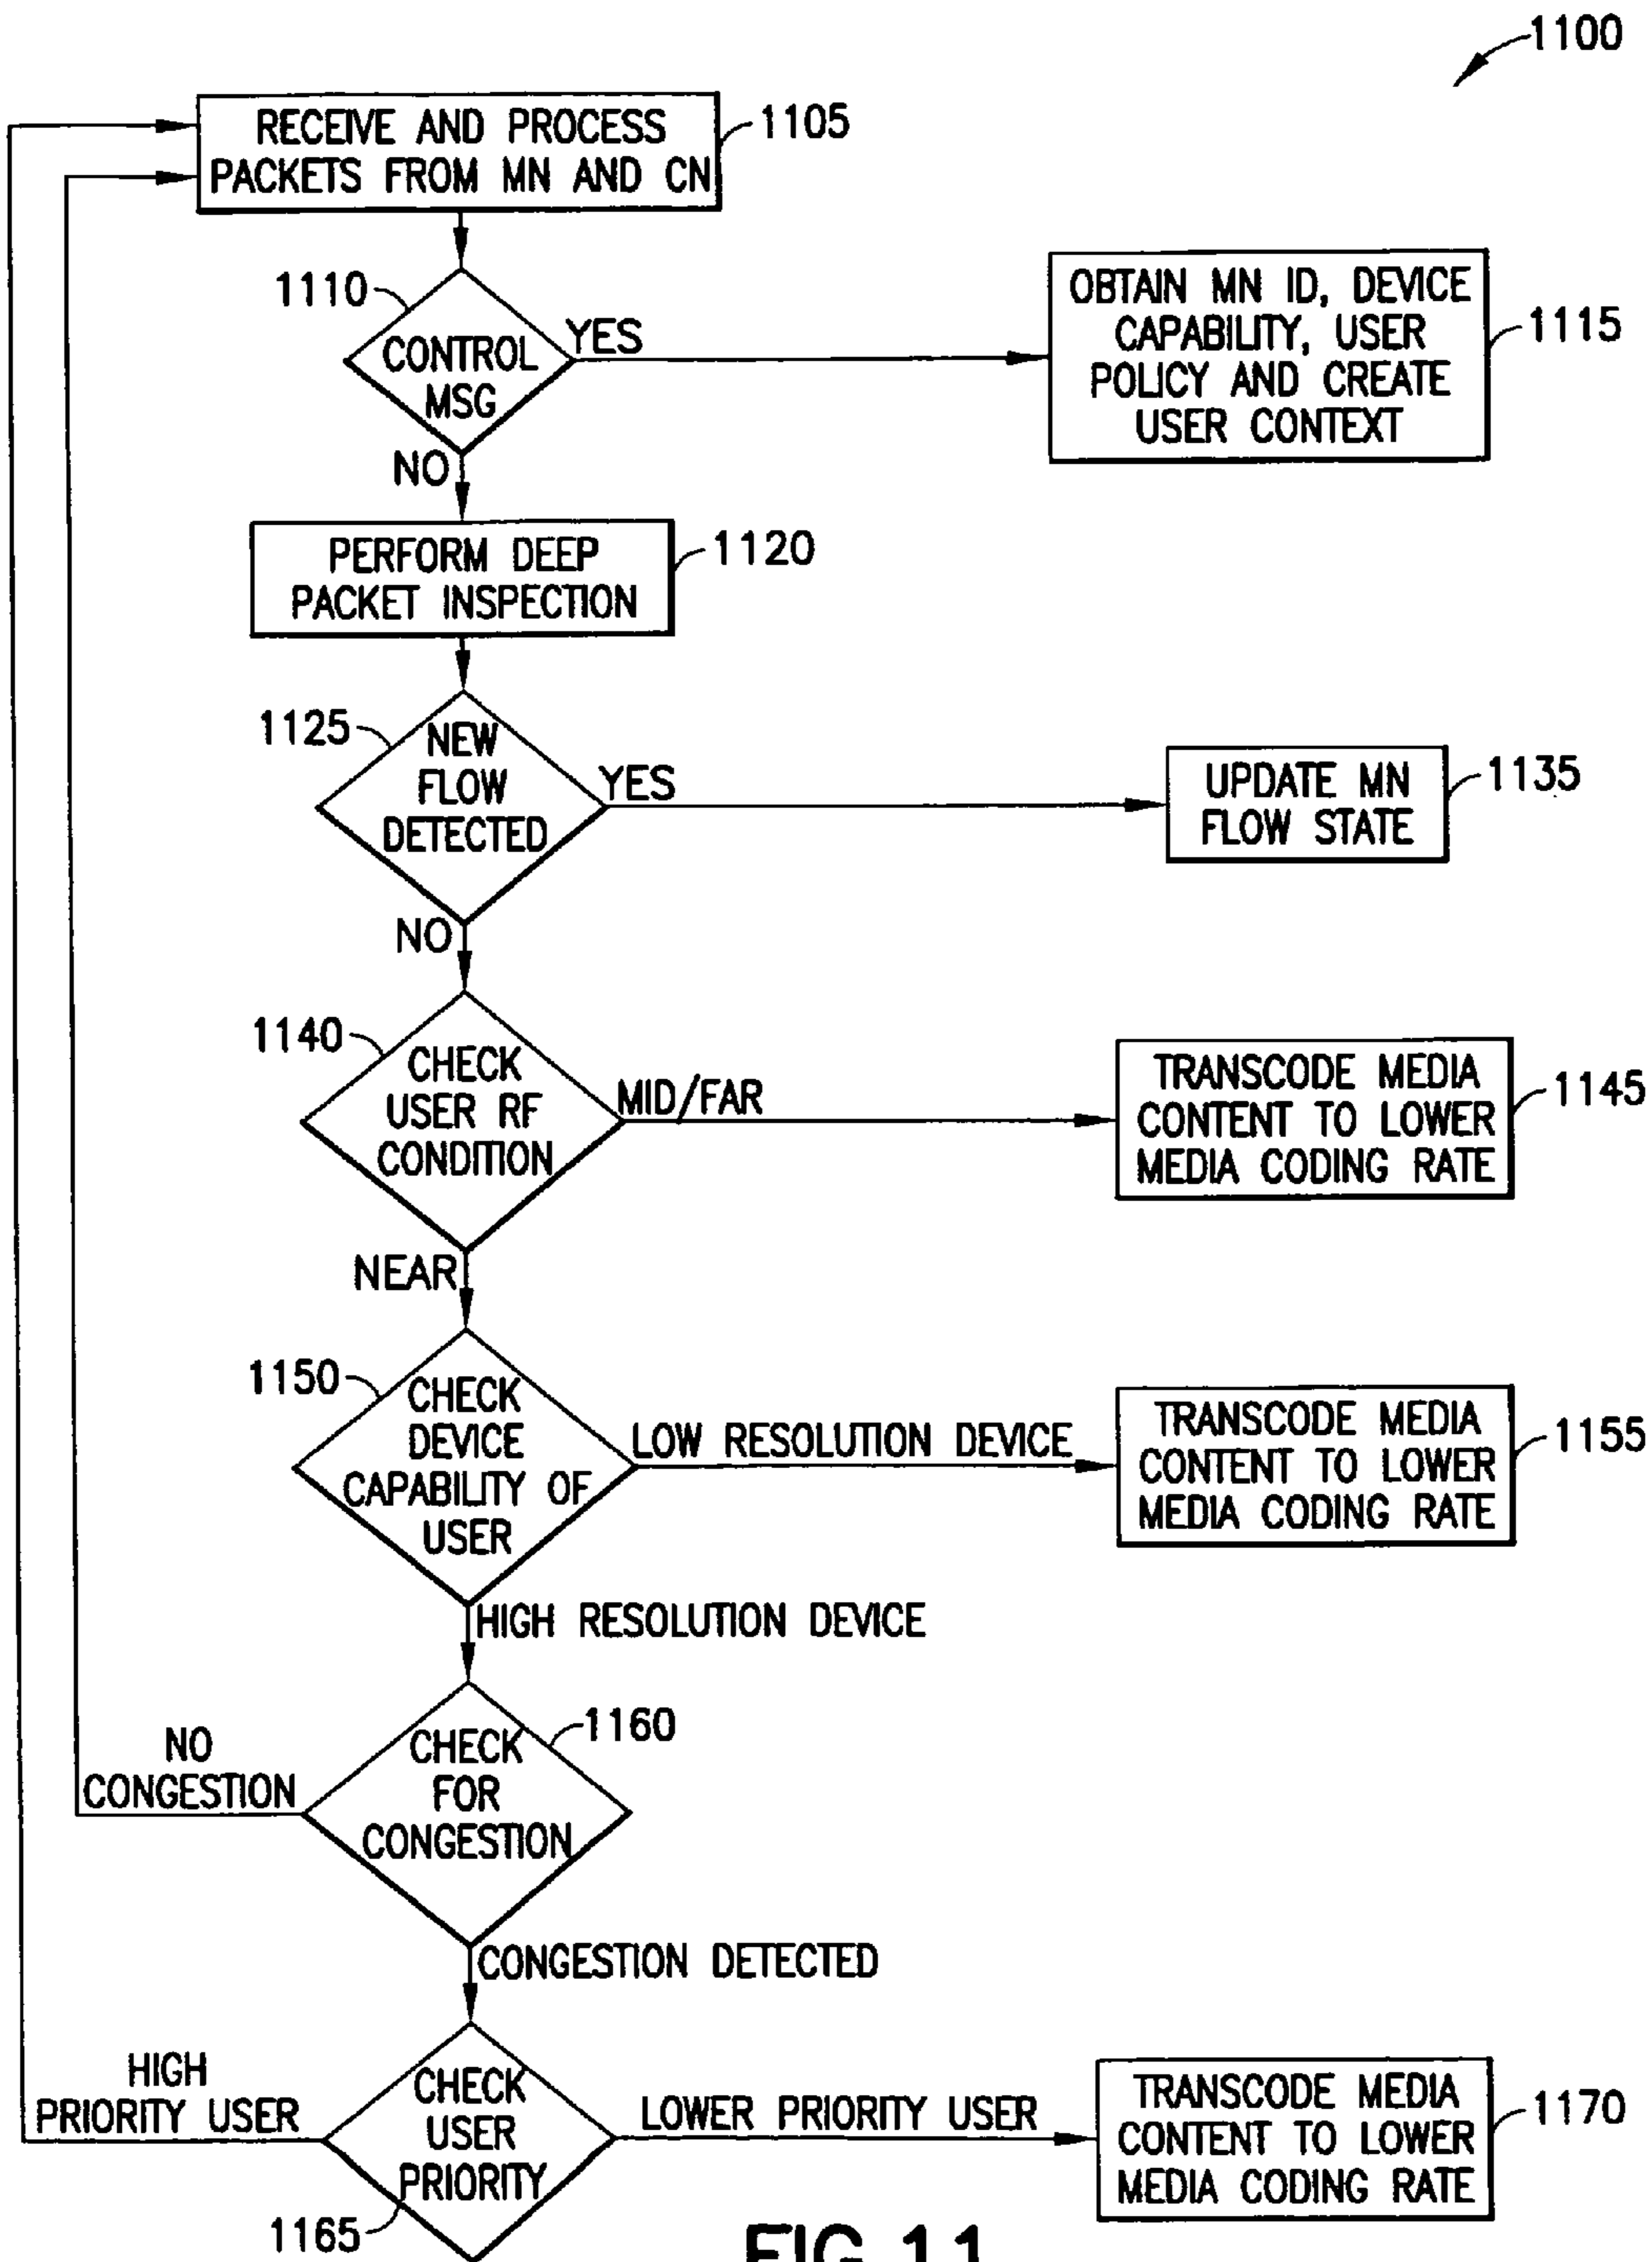 1100
RECEIVE AND PROCESS
PACKETS FROM MN AND CN
1105
1110
CONTROL
MSG
YES
OBTAIN MN ID, DEVICE
CAPABILITY, USER
POLICY AND CREATE
USER CONTEXT
1115
NO
PERFORM DEEP
PACKET INSPECTION
1120
1125
NEW
FLOW
DETECTED
YES
UPDATE MN
FLOW STATE
1135
NO
1140
CHECK
USER RF
CONDITION
MID/FAR
TRANSCODE MEDIA
CONTENT TO LOWER
MEDIA CODING RATE
1145
NEAR
1150
CHECK
DEVICE
CAPABILITY OF
USER
LOW RESOLUTION DEVICE
TRANSCODE MEDIA
CONTENT TO LOWER
MEDIA CODING RATE
1155
HIGH RESOLUTION DEVICE
1160
CHECK
FOR
CONGESTION
NO
CONGESTION
CONGESTION DETECTED
HIGH
PRIORITY USER
CHECK
USER
PRIORITY
1165
LOWER PRIORITY USER
TRANSCODE MEDIA
CONTENT TO LOWER
MEDIA CODING RATE
1170
FIG. 11